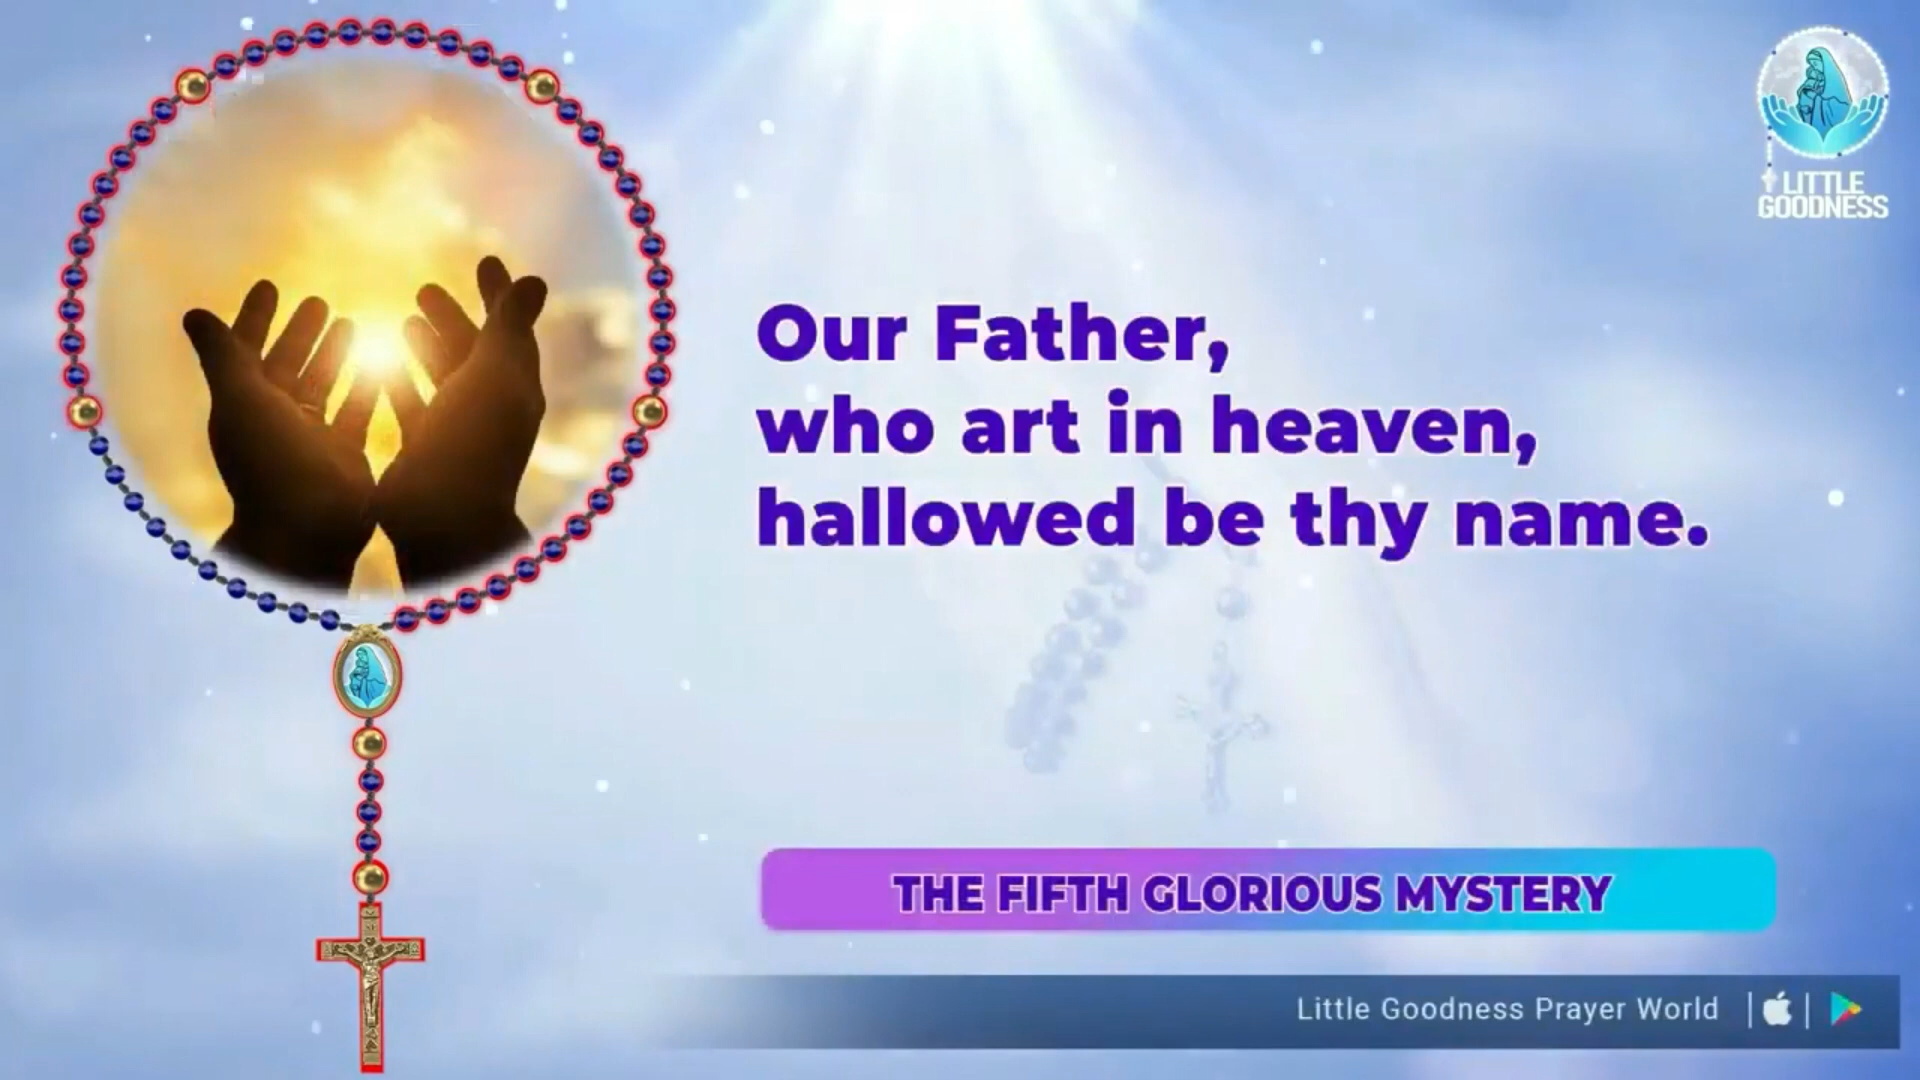 LITTLE
GOODNESS
Our Father,
who art in heaven,
hallowed be thy name.
THE FIFTH GLORIOUS MYSTERY
Little Goodness Prayer World